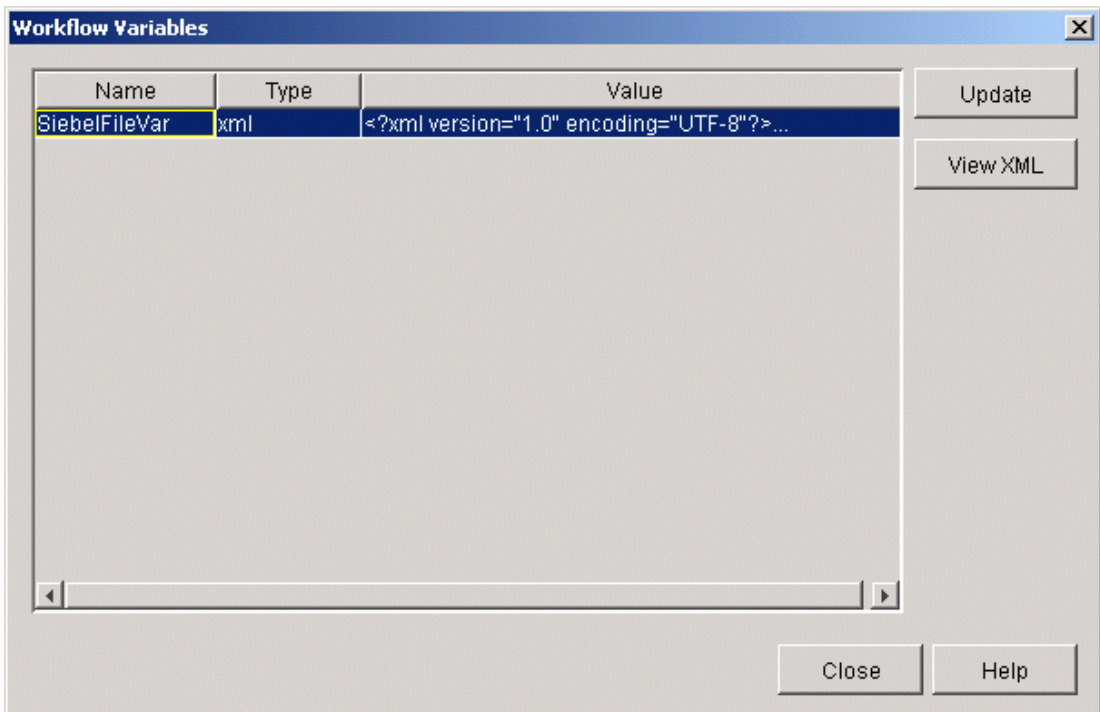 Workflow Variables
Name Type Value
SiebelFileVar xml <?xml version="1.0" encoding="UTF-8"?>...
Update
View XML
Close Help